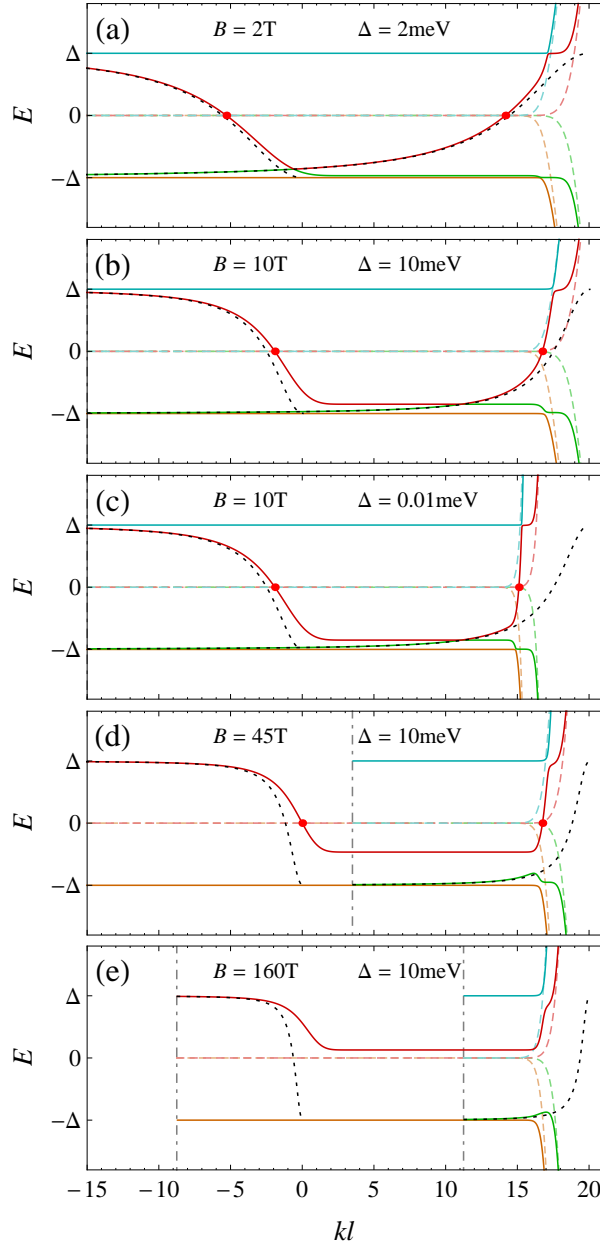 (a) B = 2T Δ = 2meV
Δ
E 0
−Δ
(b) B = 10T Δ = 10meV
Δ
E 0
−Δ
(c) B = 10T Δ = 0.01meV
Δ
E 0
−Δ
(d) B = 45T Δ = 10meV
Δ
E 0
−Δ
(e) B = 160T Δ = 10meV
Δ
E 0
−Δ
−15 −10 −5 0 5 10 15 20
kl